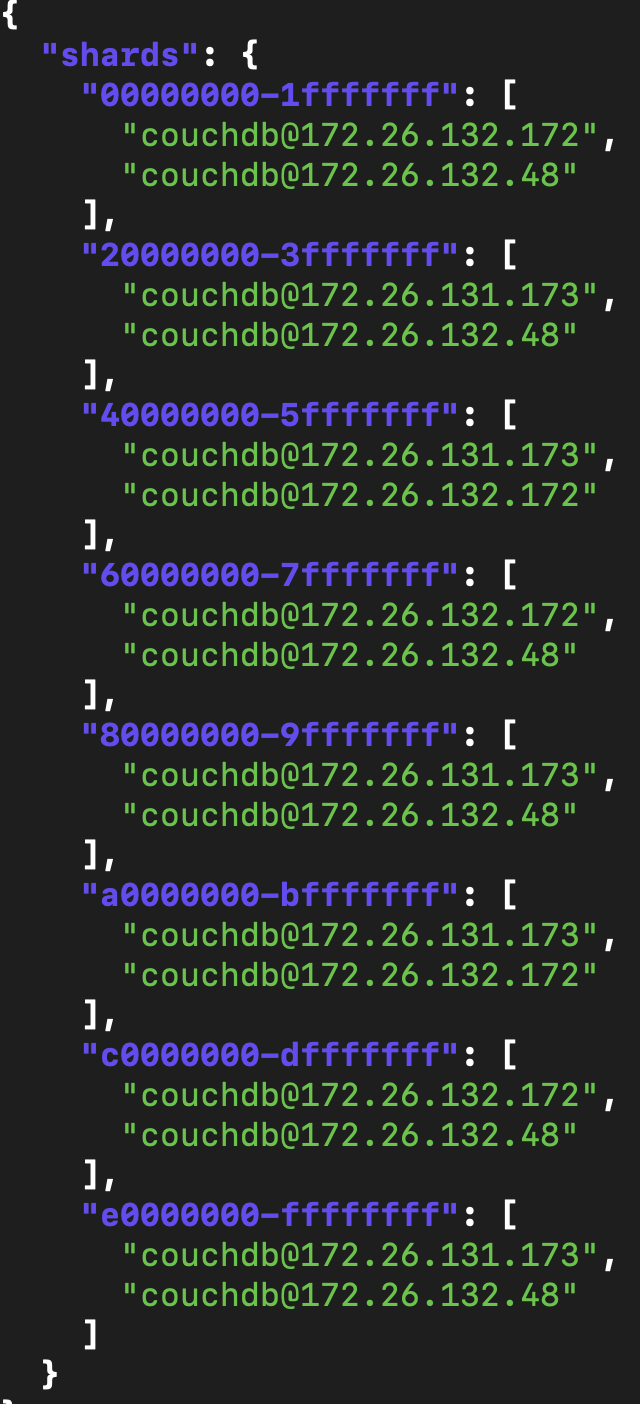 {
  "shards": {
    "00000000-1fffffff": [
      "couchdb@172.26.132.172",
      "couchdb@172.26.132.48"
    ],
    "20000000-3fffffff": [
      "couchdb@172.26.131.173",
      "couchdb@172.26.132.48"
    ],
    "40000000-5fffffff": [
      "couchdb@172.26.131.173",
      "couchdb@172.26.132.172"
    ],
    "60000000-7fffffff": [
      "couchdb@172.26.132.172",
      "couchdb@172.26.132.48"
    ],
    "80000000-9fffffff": [
      "couchdb@172.26.131.173",
      "couchdb@172.26.132.48"
    ],
    "a0000000-bfffffff": [
      "couchdb@172.26.131.173",
      "couchdb@172.26.132.172"
    ],
    "c0000000-dfffffff": [
      "couchdb@172.26.132.172",
      "couchdb@172.26.132.48"
    ],
    "e0000000-ffffffff": [
      "couchdb@172.26.131.173",
      "couchdb@172.26.132.48"
    ]
  }